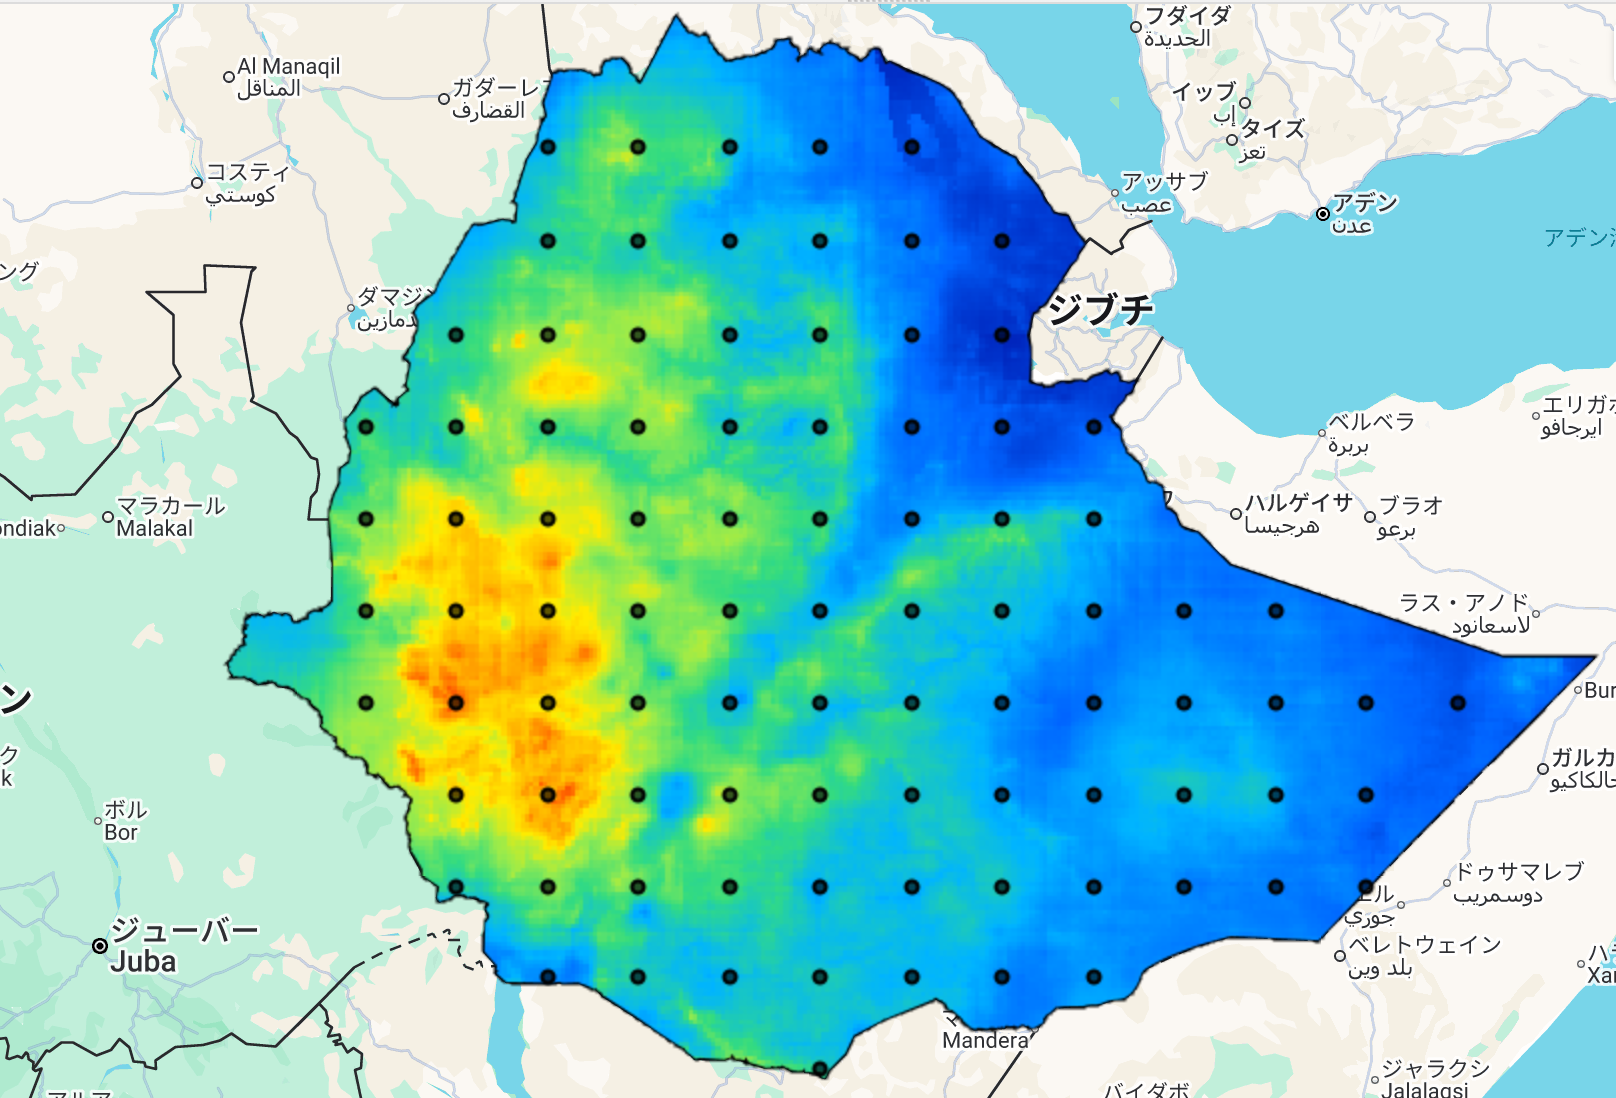 フダイダ
الحديدة
Al Manaqil
المناقل
ガダーレフ
القضارف
イッブ
إب
タイズ
تعز
コスティ
كوستي
アッサブ
عصب
アデン
عدن
アデン湾
ング
ダマジン
دمازين
ジブチ
エリガボ
ايرجافو
ベルベラ
بربرة
マラカール
Malakal
ondiak
ハルゲイサ
هرجيسا
ブラオ
برعو
ラス・アノド
لاسعانود
ン
Bur
ク
k
ガルカ
جالكاكيو
ボル
Bor
ドゥサマレブ
دوسمريب
ル
جوري
ジューバー
Juba
ベレトウェイン
بلد وين
ハラ
Xar
マ
Mandera
ジャラクシ
Jalalaqsi
バイダボ
アルア